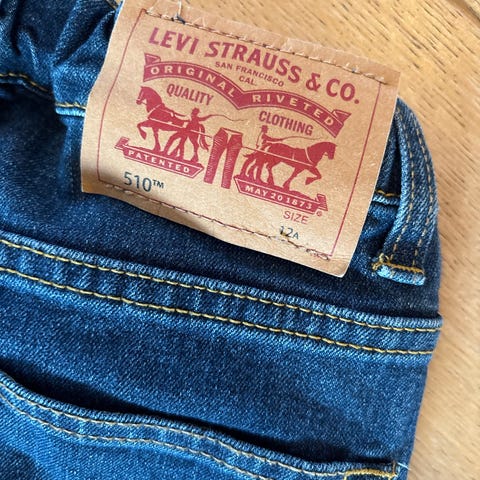 LEVI STRAUSS & CO.
SAN FRANCISCO
CAL.
ORIGINAL RIVETED
QUALITY CLOTHING
PATENTED MAY 20 1873
510™
SIZE
12A